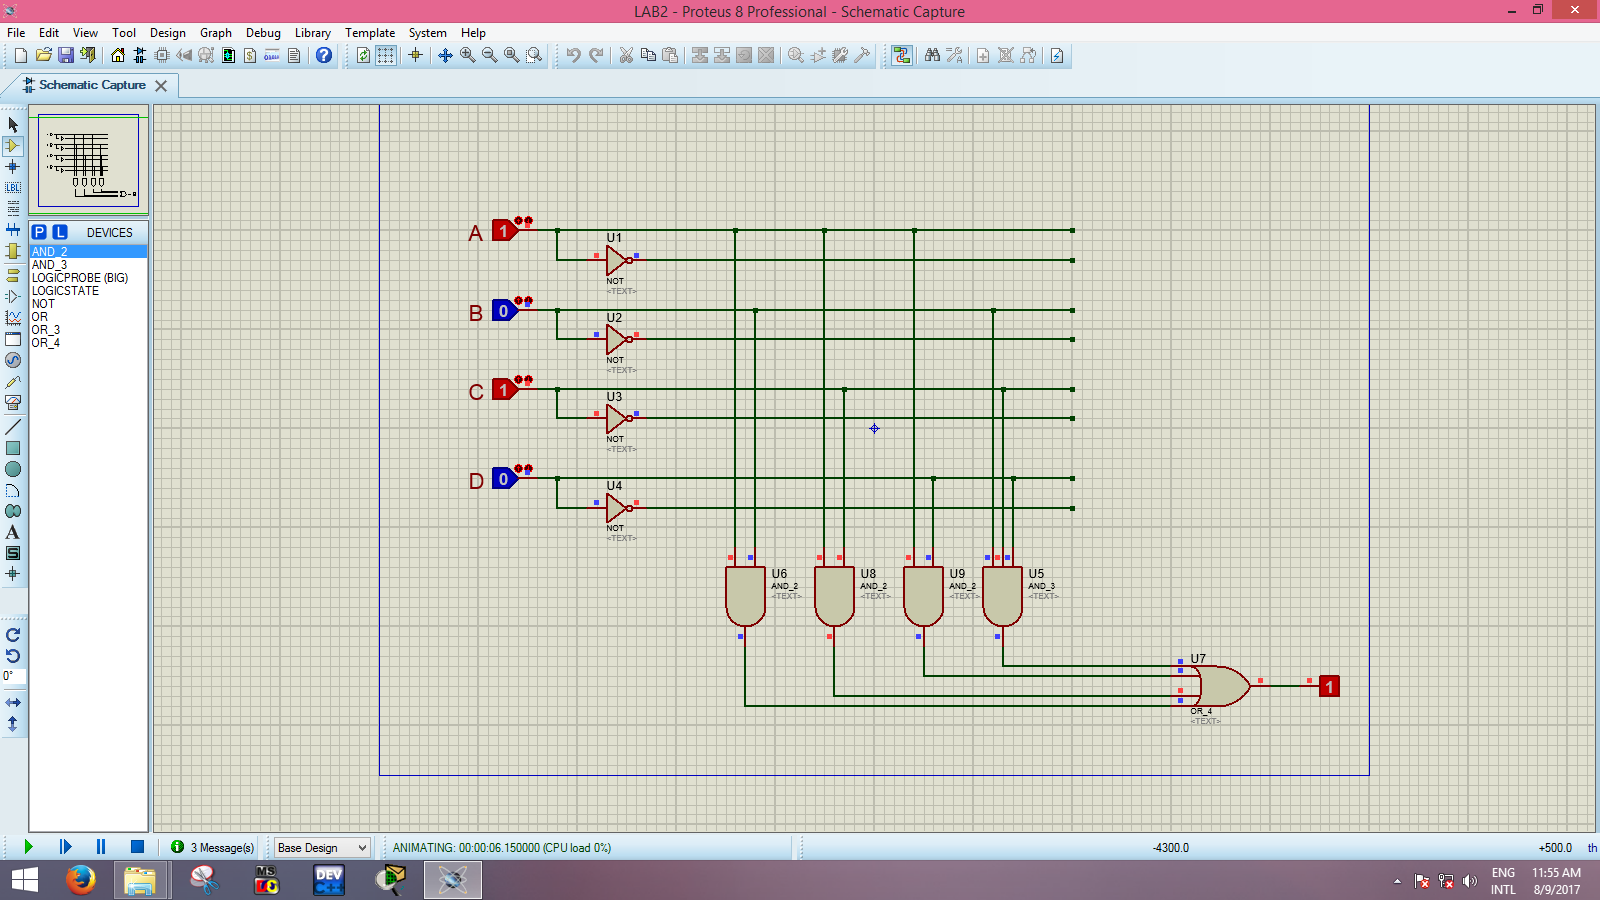 LAB2 - Proteus 8 Professional - Schematic Capture
File Edit View Tool Design Graph Debug Library Template System Help
Schematic Capture
P L DEVICES
AND_2
AND_3
LOGICPROBE (BIG)
LOGICSTATE
NOT
OR
OR_3
OR_4
LBL
A
S
0°
A 1
U1
NOT
<TEXT>
B 0
U2
NOT
<TEXT>
C 1
U3
NOT
<TEXT>
D 0
U4
NOT
<TEXT>
U6
AND_2
<TEXT>
U8
AND_2
<TEXT>
U9
AND_2
<TEXT>
U5
AND_3
<TEXT>
U7
OR_4
<TEXT>
1
3 Message(s)
Base Design
ANIMATING: 00:00:06.150000 (CPU load 0%)
-4300.0
+500.0 th
MS
DEV
C++
ENG
INTL
11:55 AM
8/9/2017